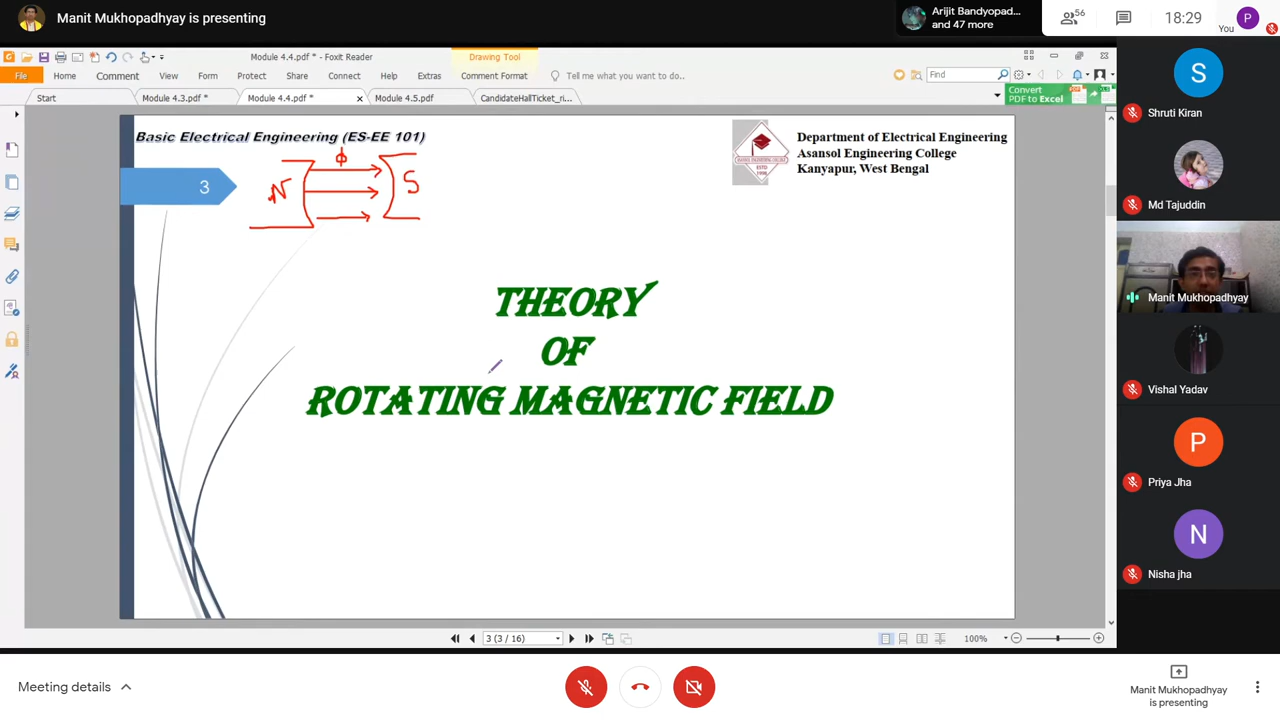 Manit Mukhopadhyay is presenting
Arijit Bandyopad...
and 47 more
56
18:29
You
P
Module 4.4.pdf * - Foxit Reader
Drawing Tool
File
Home
Comment
View
Form
Protect
Share
Connect
Help
Extras
Comment Format
Tell me what you want to do..
Find
Start
Module 4.3.pdf *
Module 4.4.pdf *
Module 4.5.pdf
CandidateHallTicket_ri...
Convert
PDF to Excel
Basic Electrical Engineering (ES-EE 101)
Department of Electrical Engineering
Asansol Engineering College
Kanyapur, West Bengal
3
N
ϕ
S
THEORY
OF
ROTATING MAGNETIC FIELD
3 (3 / 16)
100%
S
Shruti Kiran
Md Tajuddin
Manit Mukhopadhyay
Vishal Yadav
P
Priya Jha
N
Nisha jha
Meeting details
Manit Mukhopadhyay
is presenting